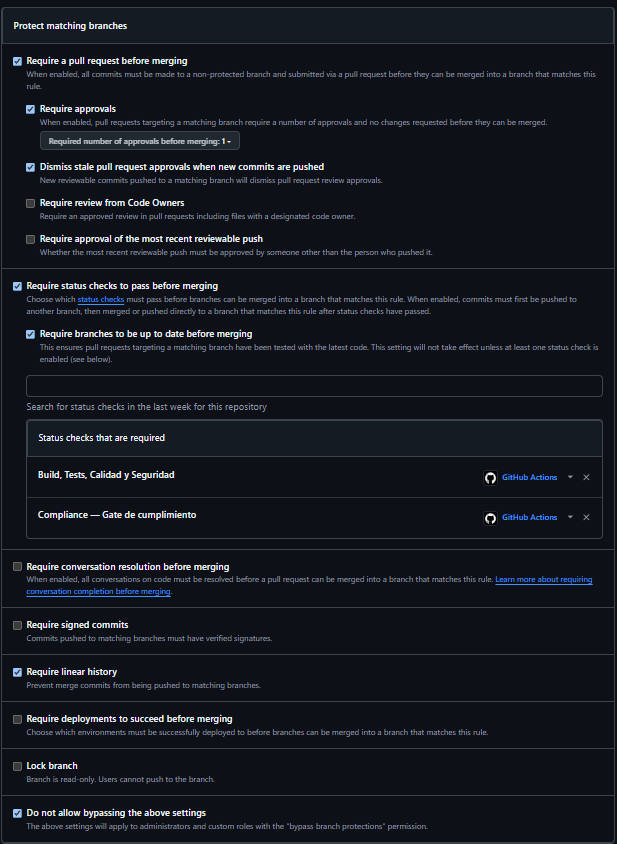 Protect matching branches
Require a pull request before merging
When enabled, all commits must be made to a non-protected branch and submitted via a pull request before they can be merged into a branch that matches this
rule.
Require approvals
When enabled, pull requests targeting a matching branch require a number of approvals and no changes requested before they can be merged.
Required number of approvals before merging: 1
Dismiss stale pull request approvals when new commits are pushed
New reviewable commits pushed to a matching branch will dismiss pull request review approvals.
Require review from Code Owners
Require an approved review in pull requests including files with a designated code owner.
Require approval of the most recent reviewable push
Whether the most recent reviewable push must be approved by someone other than the person who pushed it.
Require status checks to pass before merging
Choose which status checks must pass before branches can be merged into a branch that matches this rule. When enabled, commits must first be pushed to
another branch, then merged or pushed directly to a branch that matches this rule after status checks have passed.
Require branches to be up to date before merging
This ensures pull requests targeting a matching branch have been tested with the latest code. This setting will not take effect unless at least one status check is
enabled (see below).
Search for status checks in the last week for this repository
Status checks that are required
Build, Tests, Calidad y Seguridad GitHub Actions
Compliance — Gate de cumplimiento GitHub Actions
Require conversation resolution before merging
When enabled, all conversations on code must be resolved before a pull request can be merged into a branch that matches this rule. Learn more about requiring
conversation completion before merging.
Require signed commits
Commits pushed to matching branches must have verified signatures.
Require linear history
Prevent merge commits from being pushed to matching branches.
Require deployments to succeed before merging
Choose which environments must be successfully deployed to before branches can be merged into a branch that matches this rule.
Lock branch
Branch is read-only. Users cannot push to the branch.
Do not allow bypassing the above settings
The above settings will apply to administrators and custom roles with the "bypass branch protections" permission.